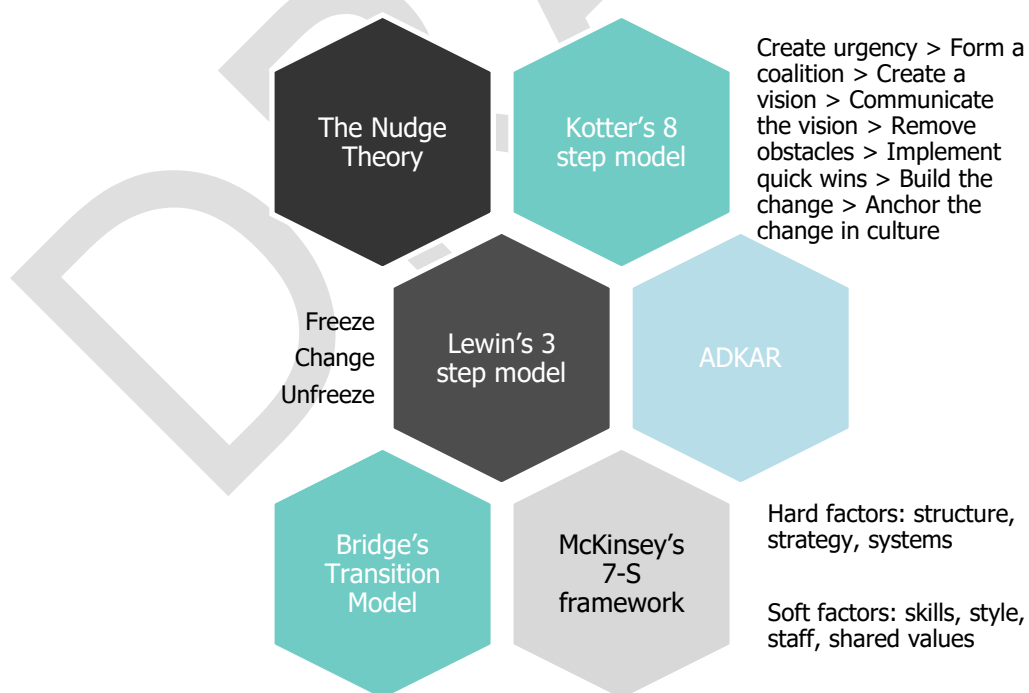 The Nudge
Theory
Kotter’s 8
step model
Create urgency > Form a
coalition > Create a
vision > Communicate
the vision > Remove
obstacles > Implement
quick wins > Build the
change > Anchor the
change in culture
Freeze
Change
Unfreeze
Lewin’s 3
step model
ADKAR
Bridge’s
Transition
Model
McKinsey’s
7-S
framework
Hard factors: structure,
strategy, systems
Soft factors: skills, style,
staff, shared values